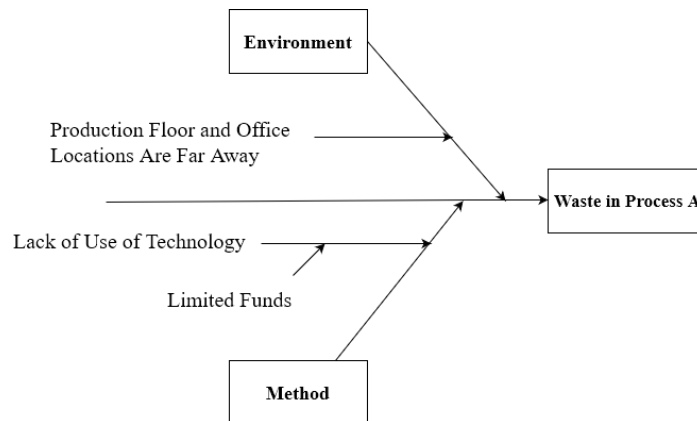 Environment
Production Floor and Office
Locations Are Far Away
Waste in Process A
Lack of Use of Technology
Limited Funds
Method